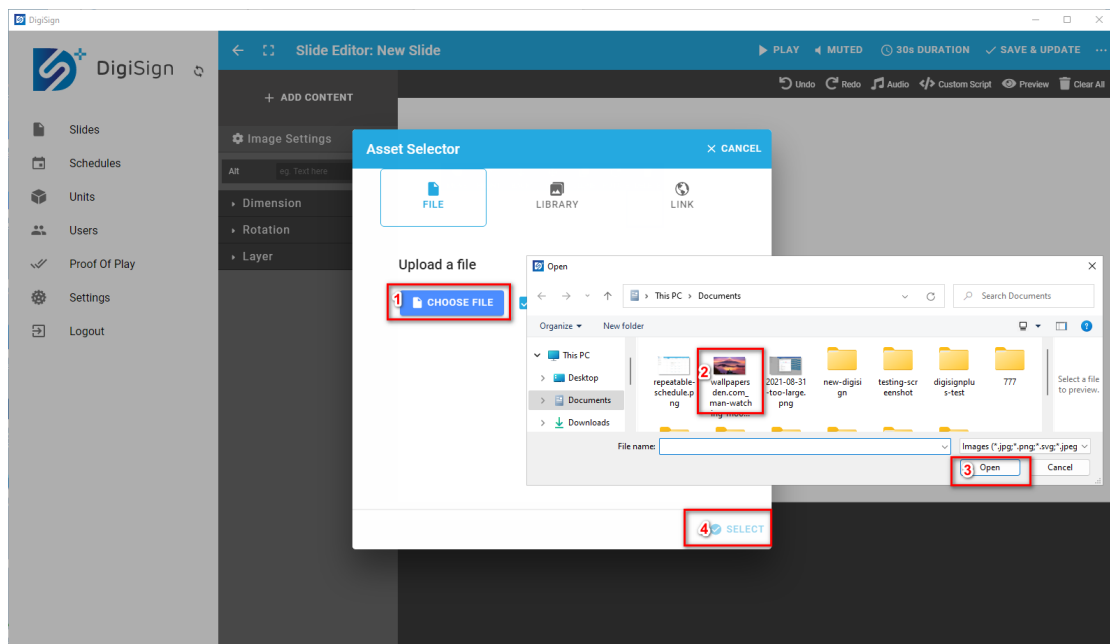 DigiSign
DigiSign
Slides
Schedules
Units
Users
Proof Of Play
Settings
Logout
Slide Editor: New Slide
PLAY
MUTED
30s DURATION
SAVE & UPDATE
Undo
Redo
Audio
Custom Script
Preview
Clear All
+ ADD CONTENT
Image Settings
Alt
eg. Text here
Dimension
Rotation
Layer
Asset Selector
CANCEL
FILE
LIBRARY
LINK
Upload a file
1
CHOOSE FILE
Open
This PC > Documents
Search Documents
Organize
New folder
This PC
Desktop
Documents
Downloads
repeatable-
schedule.p
ng
2
wallpapers
den.com_
man-watch
2021-08-31
-too-large.
png
new-digisi
gn
testing-scr
eenshot
digisignplu
s-test
777
Select a file
to preview.
File name:
Images (*.jpg;*.png;*.svg;*.jpeg
3
Open
Cancel
4
SELECT